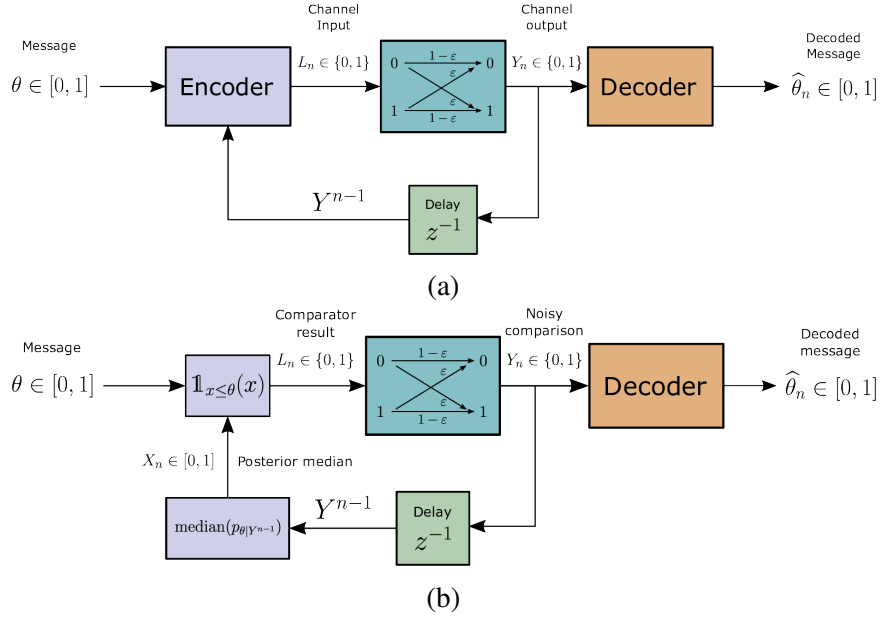 Channel
Input
Channel
output
Message
L_n ∈ {0, 1}
Y_n ∈ {0, 1}
Decoded
Message
θ ∈ [0, 1]
Encoder
1 − ε
0 0
ε
ε
1 1
1 − ε
Decoder
θ̂_n ∈ [0, 1]
Y^{n−1}
Delay
z^{−1}
(a)
Comparator
result
Noisy
comparison
Message
L_n ∈ {0, 1}
Y_n ∈ {0, 1}
Decoded
message
θ ∈ [0, 1]
𝟙_{x≤θ}(x)
1 − ε
0 0
ε
ε
1 1
1 − ε
Decoder
θ̂_n ∈ [0, 1]
X_n ∈ [0, 1] Posterior median
median(p_{θ|Y^{n−1}})
Y^{n−1}
Delay
z^{−1}
(b)